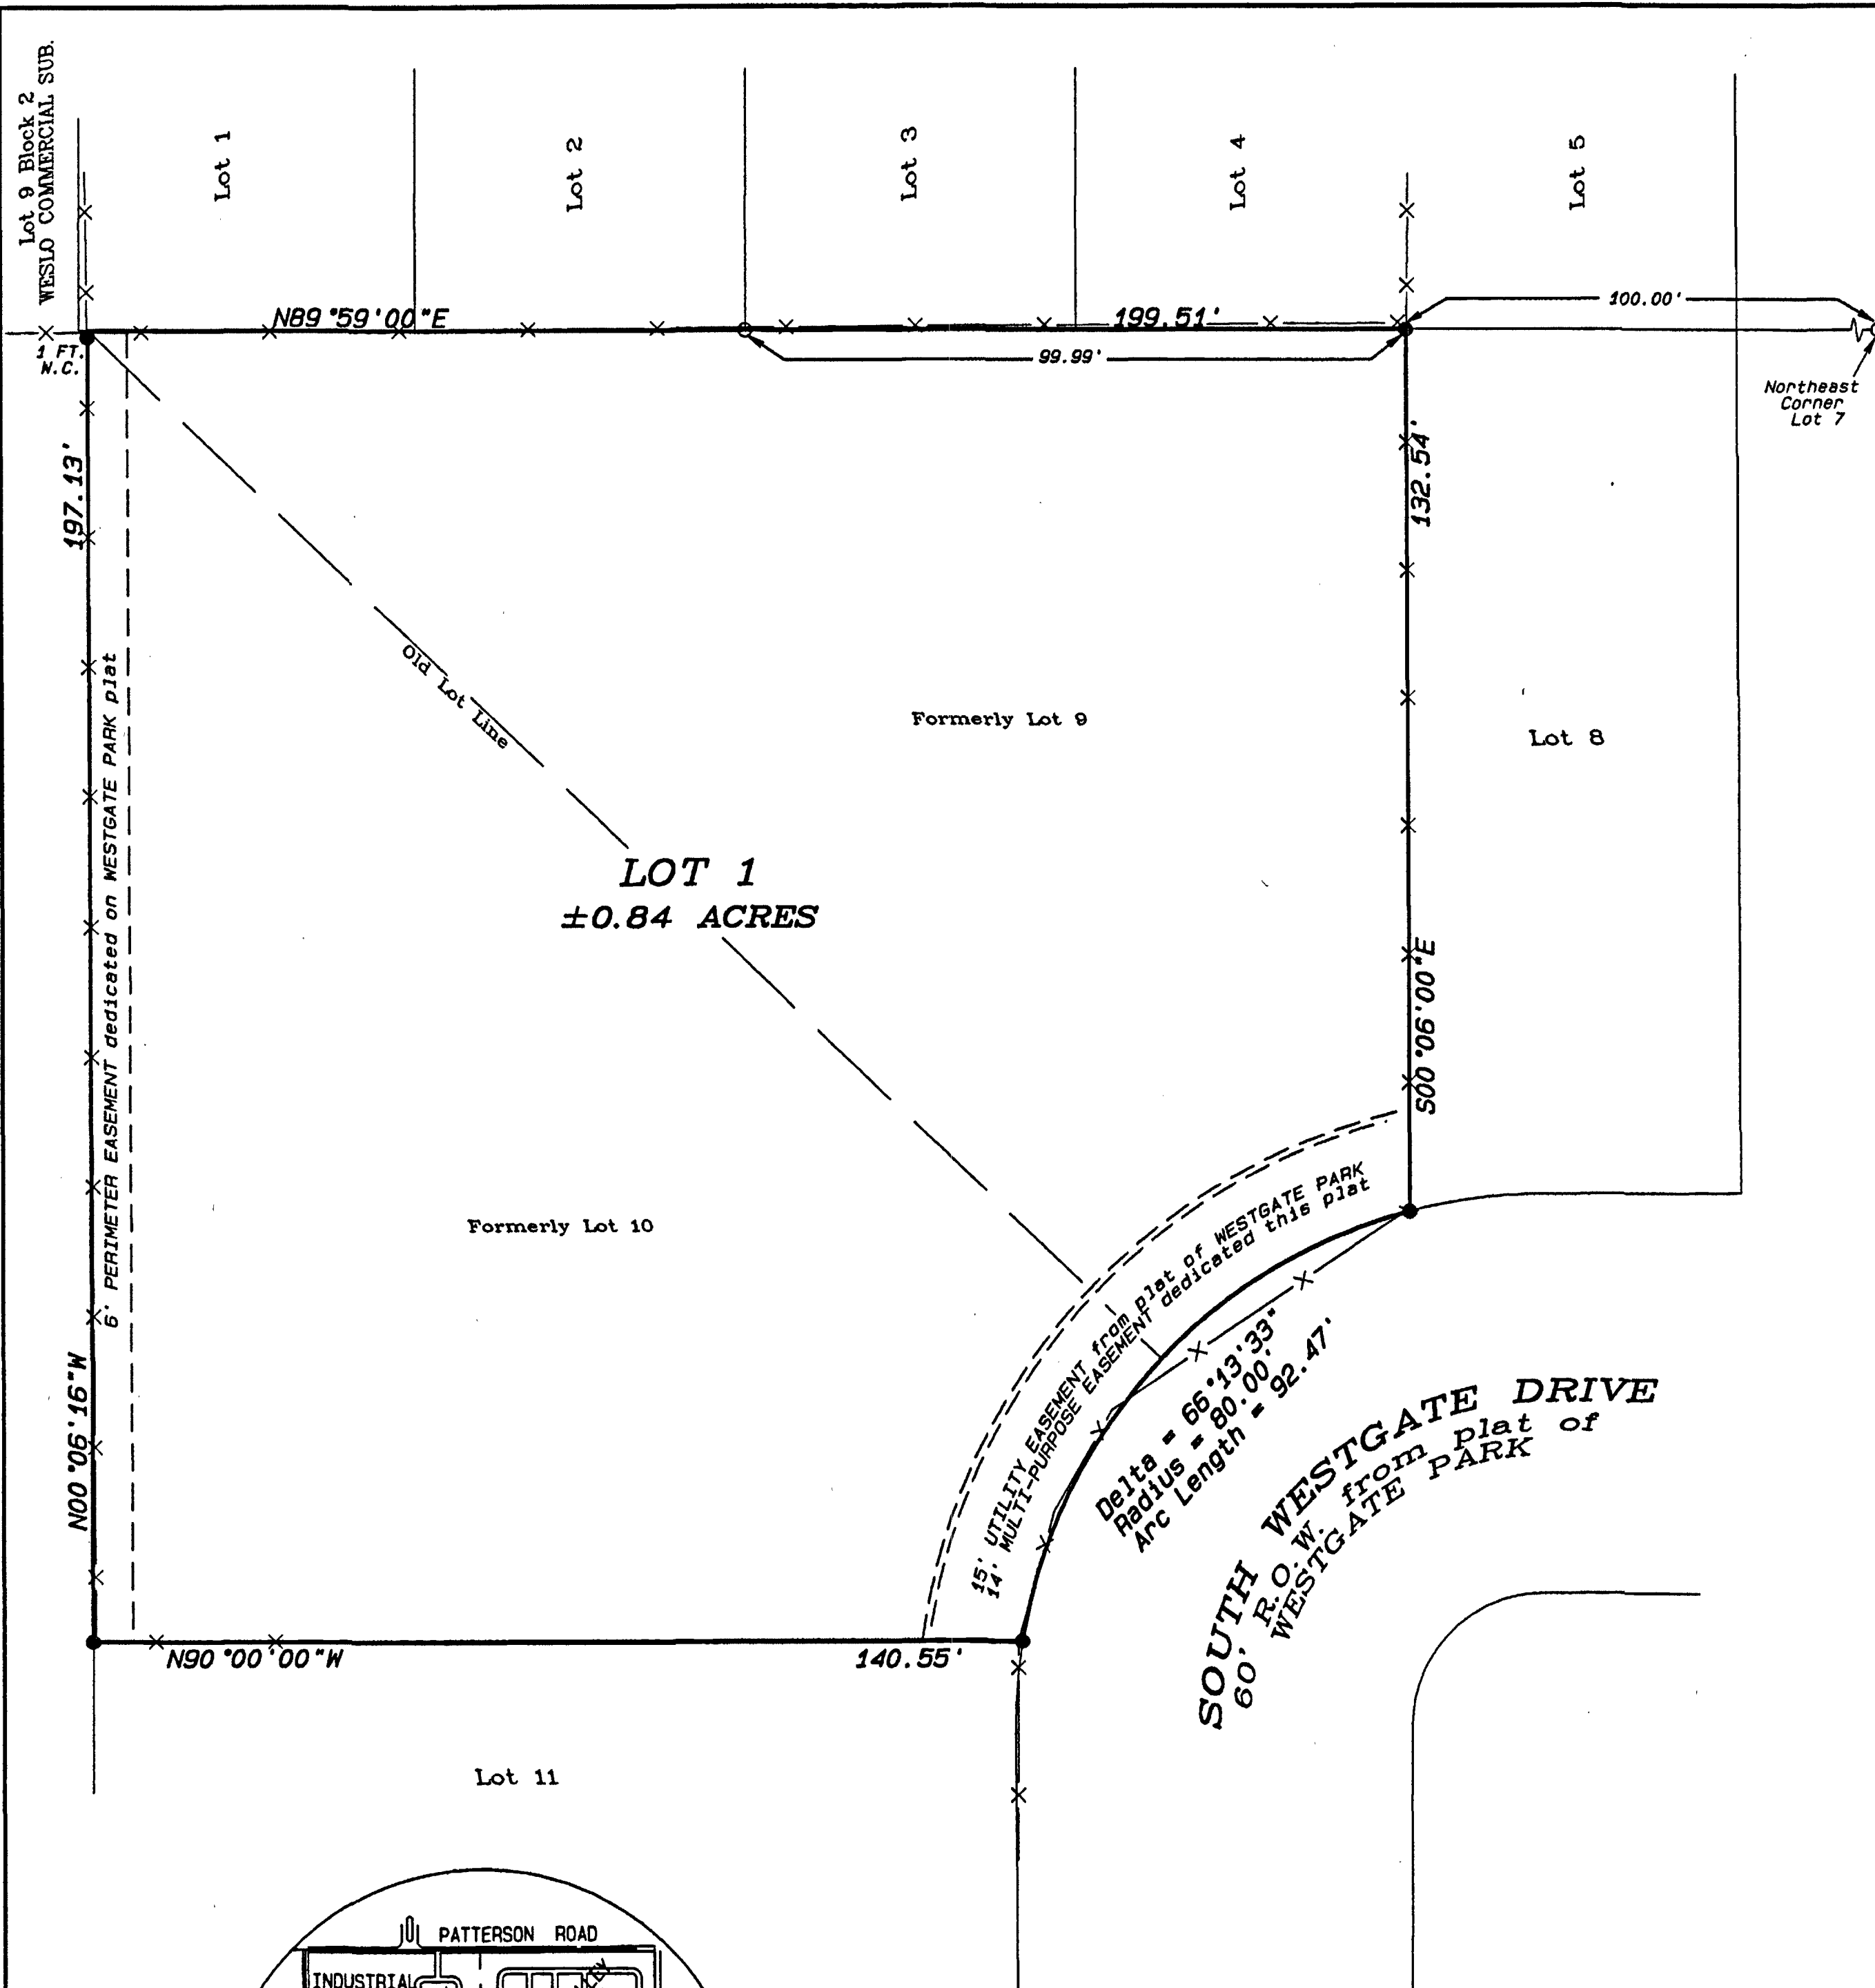 Lot 9 Block 2
WESLO COMMERCIAL SUB.
Lot 1
Lot 2
Lot 3
Lot 4
Lot 5
N89°59'00"E
199.51'
100.00'
99.99'
1 FT.
N.C.
Northeast
Corner
Lot 7
197.13'
132.54'
Old Lot Line
6' PERIMETER EASEMENT dedicated on WESTGATE PARK plat
Formerly Lot 9
Lot 8
LOT 1
±0.84 ACRES
S00°06'00"E
Formerly Lot 10
15' UTILITY EASEMENT from plat of WESTGATE PARK
14' MULTI-PURPOSE EASEMENT dedicated this plat
Delta = 66°13'33"
Radius = 80.00'
Arc Length = 92.47'
N00°06'16"W
SOUTH WESTGATE DRIVE
60' R.O.W. from plat of
WESTGATE PARK
N90°00'00"W
140.55'
Lot 11
PATTERSON ROAD
INDUSTRIAL